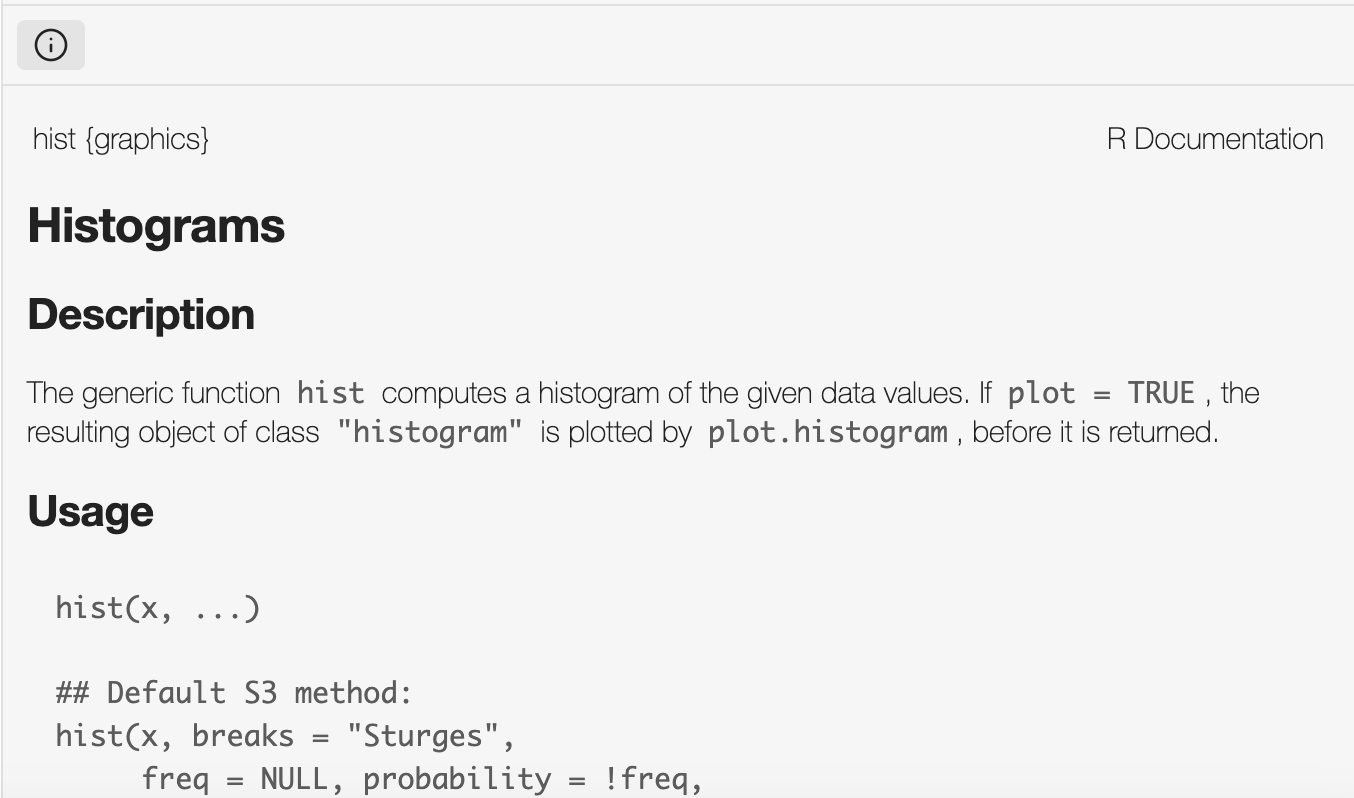 hist {graphics} R Documentation
Histograms
Description
The generic function hist computes a histogram of the given data values. If plot = TRUE , the
resulting object of class "histogram" is plotted by plot.histogram , before it is returned.
Usage
hist(x, ...)
## Default S3 method:
hist(x, breaks = "Sturges",
     freq = NULL, probability = !freq,